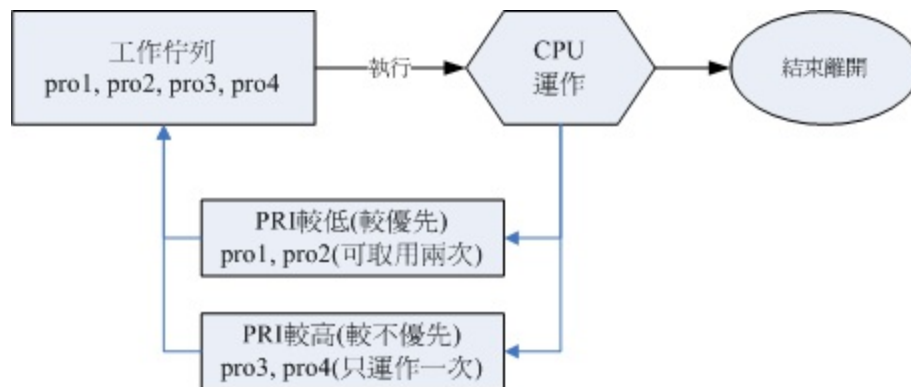 工作佇列
pro1, pro2, pro3, pro4
執行
CPU
運作
結束離開
PRI較低(較優先)
pro1, pro2(可取用兩次)
PRI較高(較不優先)
pro3, pro4(只運作一次)